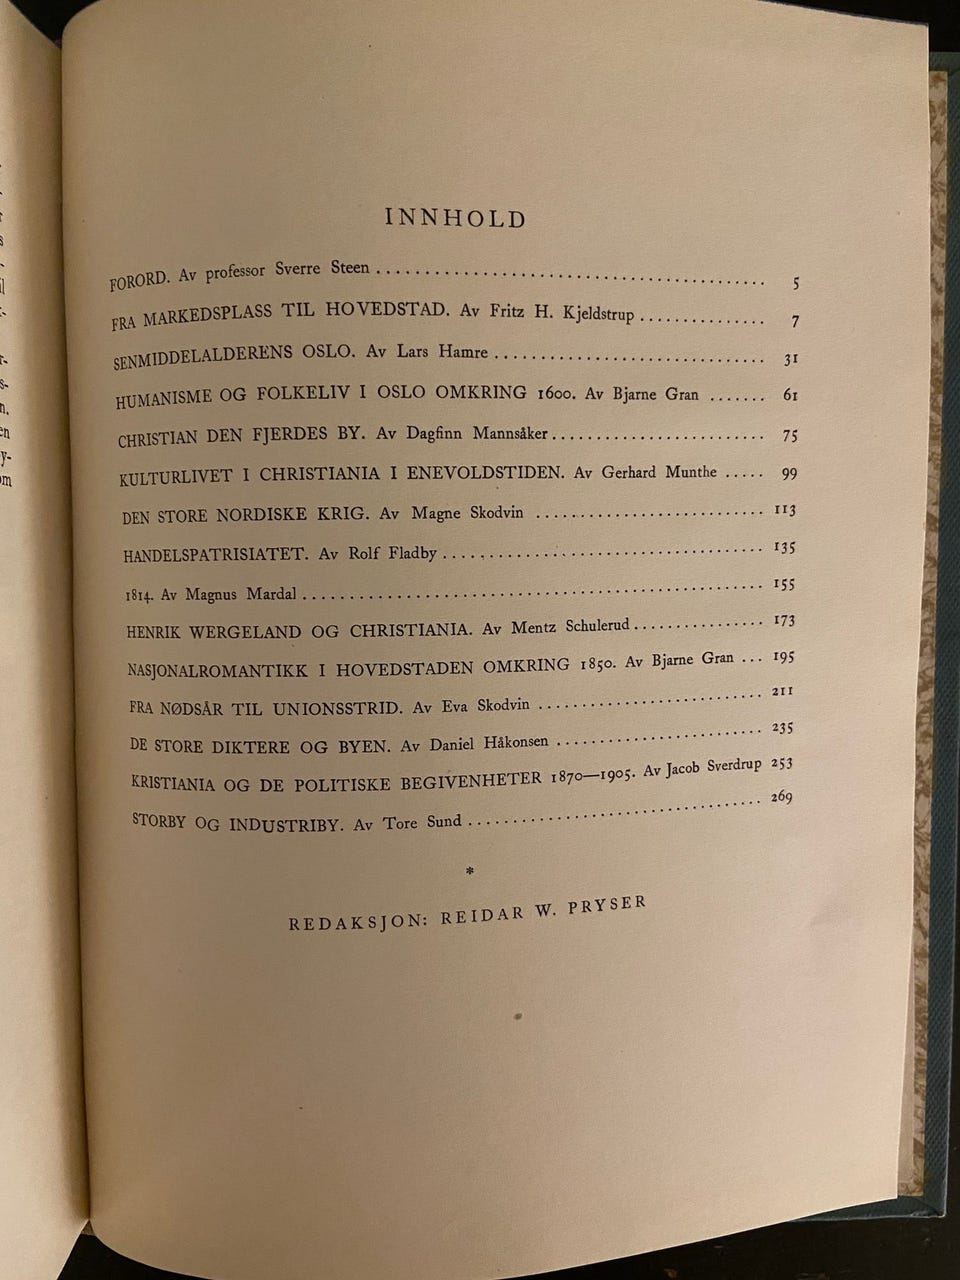 INNHOLD
FORORD. Av professor Sverre Steen ........................................ 5
FRA MARKEDSPLASS TIL HOVEDSTAD. Av Fritz H. Kjeldstrup ............... 7
SENMIDDELALDERENS OSLO. Av Lars Hamre ............................. 31
HUMANISME OG FOLKELIV I OSLO OMKRING 1600. Av Bjarne Gran ....... 61
CHRISTIAN DEN FJERDES BY. Av Dagfinn Mannsåker....................... 75
KULTURLIVET I CHRISTIANIA I ENEVOLDSTIDEN. Av Gerhard Munthe ..... 99
DEN STORE NORDISKE KRIG. Av Magne Skodvin ......................... 113
HANDELSPATRISIATET. Av Rolf Fladby ................................... 135
1814. Av Magnus Mardal .................................................. 155
HENRIK WERGELAND OG CHRISTIANIA. Av Mentz Schulerud.............. 173
NASJONALROMANTIKK I HOVEDSTADEN OMKRING 1850. Av Bjarne Gran ... 195
FRA NØDSÅR TIL UNIONSSTRID. Av Eva Skodvin ........................ 211
DE STORE DIKTERE OG BYEN. Av Daniel Håkonsen ...................... 235
KRISTIANIA OG DE POLITISKE BEGIVENHETER 1870—1905. Av Jacob Sverdrup 253
STORBY OG INDUSTRIBY. Av Tore Sund ................................ 269
*
REDAKSJON: REIDAR W. PRYSER